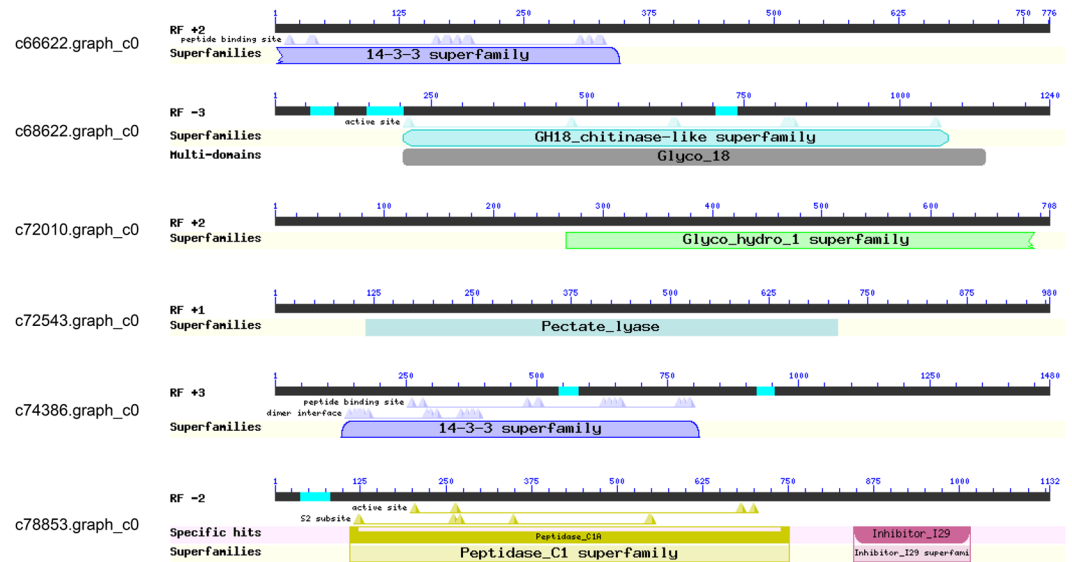 1 125 250 375 500 625 750 776
c66622.graph_c0
RF +2
peptide binding site
Superfamilies 14-3-3 superfamily
1 250 500 750 1000 1240
c68622.graph_c0
RF -3
active site
Superfamilies GH18_chitinase-like superfamily
Multi-domains Glyco_18
1 100 200 300 400 500 600 708
c72010.graph_c0
RF +2
Superfamilies Glyco_hydro_1 superfamily
1 125 250 375 500 625 750 875 980
c72543.graph_c0
RF +1
Superfamilies Pectate_lyase
1 250 500 750 1000 1250 1480
c74386.graph_c0
RF +3
peptide binding site
dimer interface
Superfamilies 14-3-3 superfamily
1 125 250 375 500 625 750 875 1000 1132
c78853.graph_c0
RF -2
active site
S2 subsite
Specific hits Peptidase_C1A Inhibitor_I29
Superfamilies Peptidase_C1 superfamily Inhibitor_I29 superfami